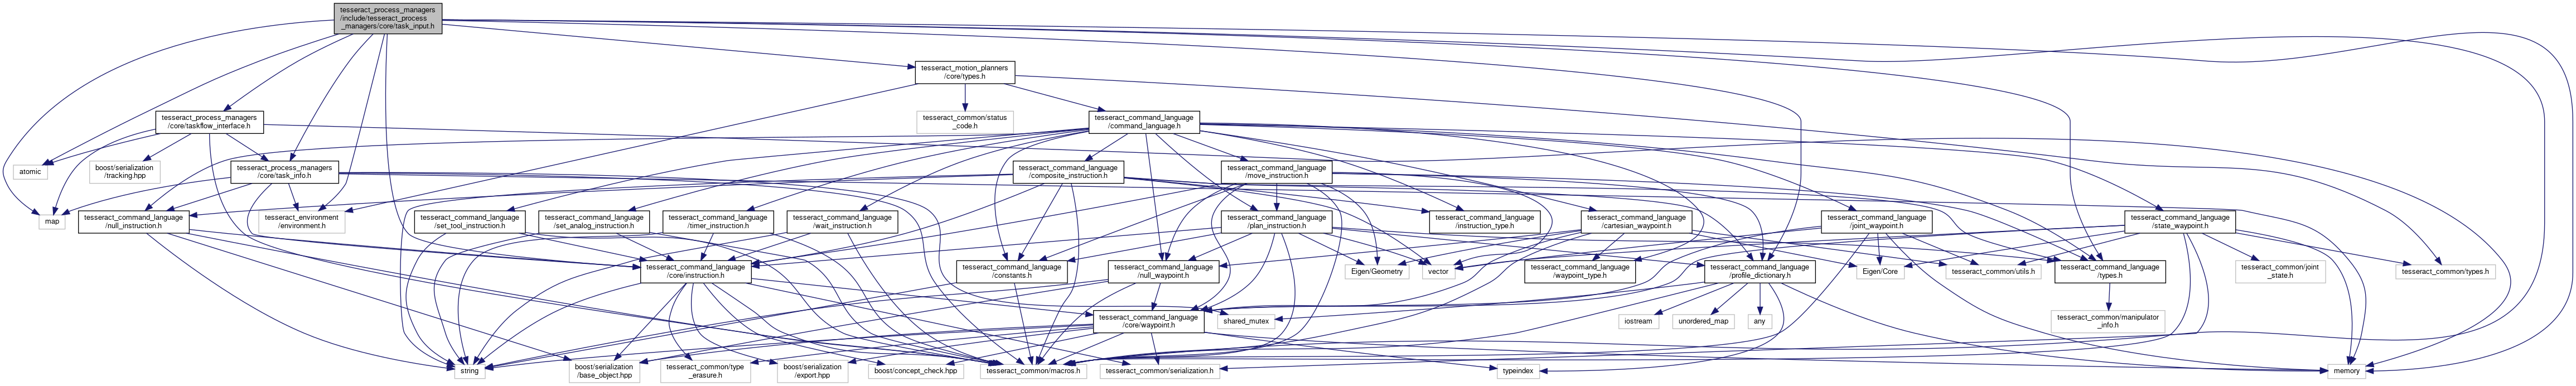 tesseract_process_managers
/include/tesseract_process
_managers/core/task_input.h
tesseract_motion_planners
/core/types.h
tesseract_process_managers
/core/taskflow_interface.h
tesseract_common/status
_code.h
tesseract_command_language
/command_language.h
atomic
boost/serialization
/tracking.hpp
tesseract_process_managers
/core/task_info.h
tesseract_command_language
/composite_instruction.h
tesseract_command_language
/move_instruction.h
map
tesseract_command_language
/null_instruction.h
tesseract_environment
/environment.h
tesseract_command_language
/set_tool_instruction.h
tesseract_command_language
/set_analog_instruction.h
tesseract_command_language
/timer_instruction.h
tesseract_command_language
/wait_instruction.h
tesseract_command_language
/plan_instruction.h
tesseract_command_language
/instruction_type.h
tesseract_command_language
/cartesian_waypoint.h
tesseract_command_language
/joint_waypoint.h
tesseract_command_language
/state_waypoint.h
tesseract_command_language
/core/instruction.h
tesseract_command_language
/constants.h
tesseract_command_language
/null_waypoint.h
Eigen/Geometry
vector
tesseract_command_language
/waypoint_type.h
tesseract_command_language
/profile_dictionary.h
Eigen/Core
tesseract_common/utils.h
tesseract_command_language
/types.h
tesseract_common/joint
_state.h
tesseract_common/types.h
tesseract_command_language
/core/waypoint.h
shared_mutex
iostream
unordered_map
any
tesseract_common/manipulator
_info.h
string
boost/serialization
/base_object.hpp
tesseract_common/type
_erasure.h
boost/serialization
/export.hpp
boost/concept_check.hpp
tesseract_common/macros.h
tesseract_common/serialization.h
typeindex
memory